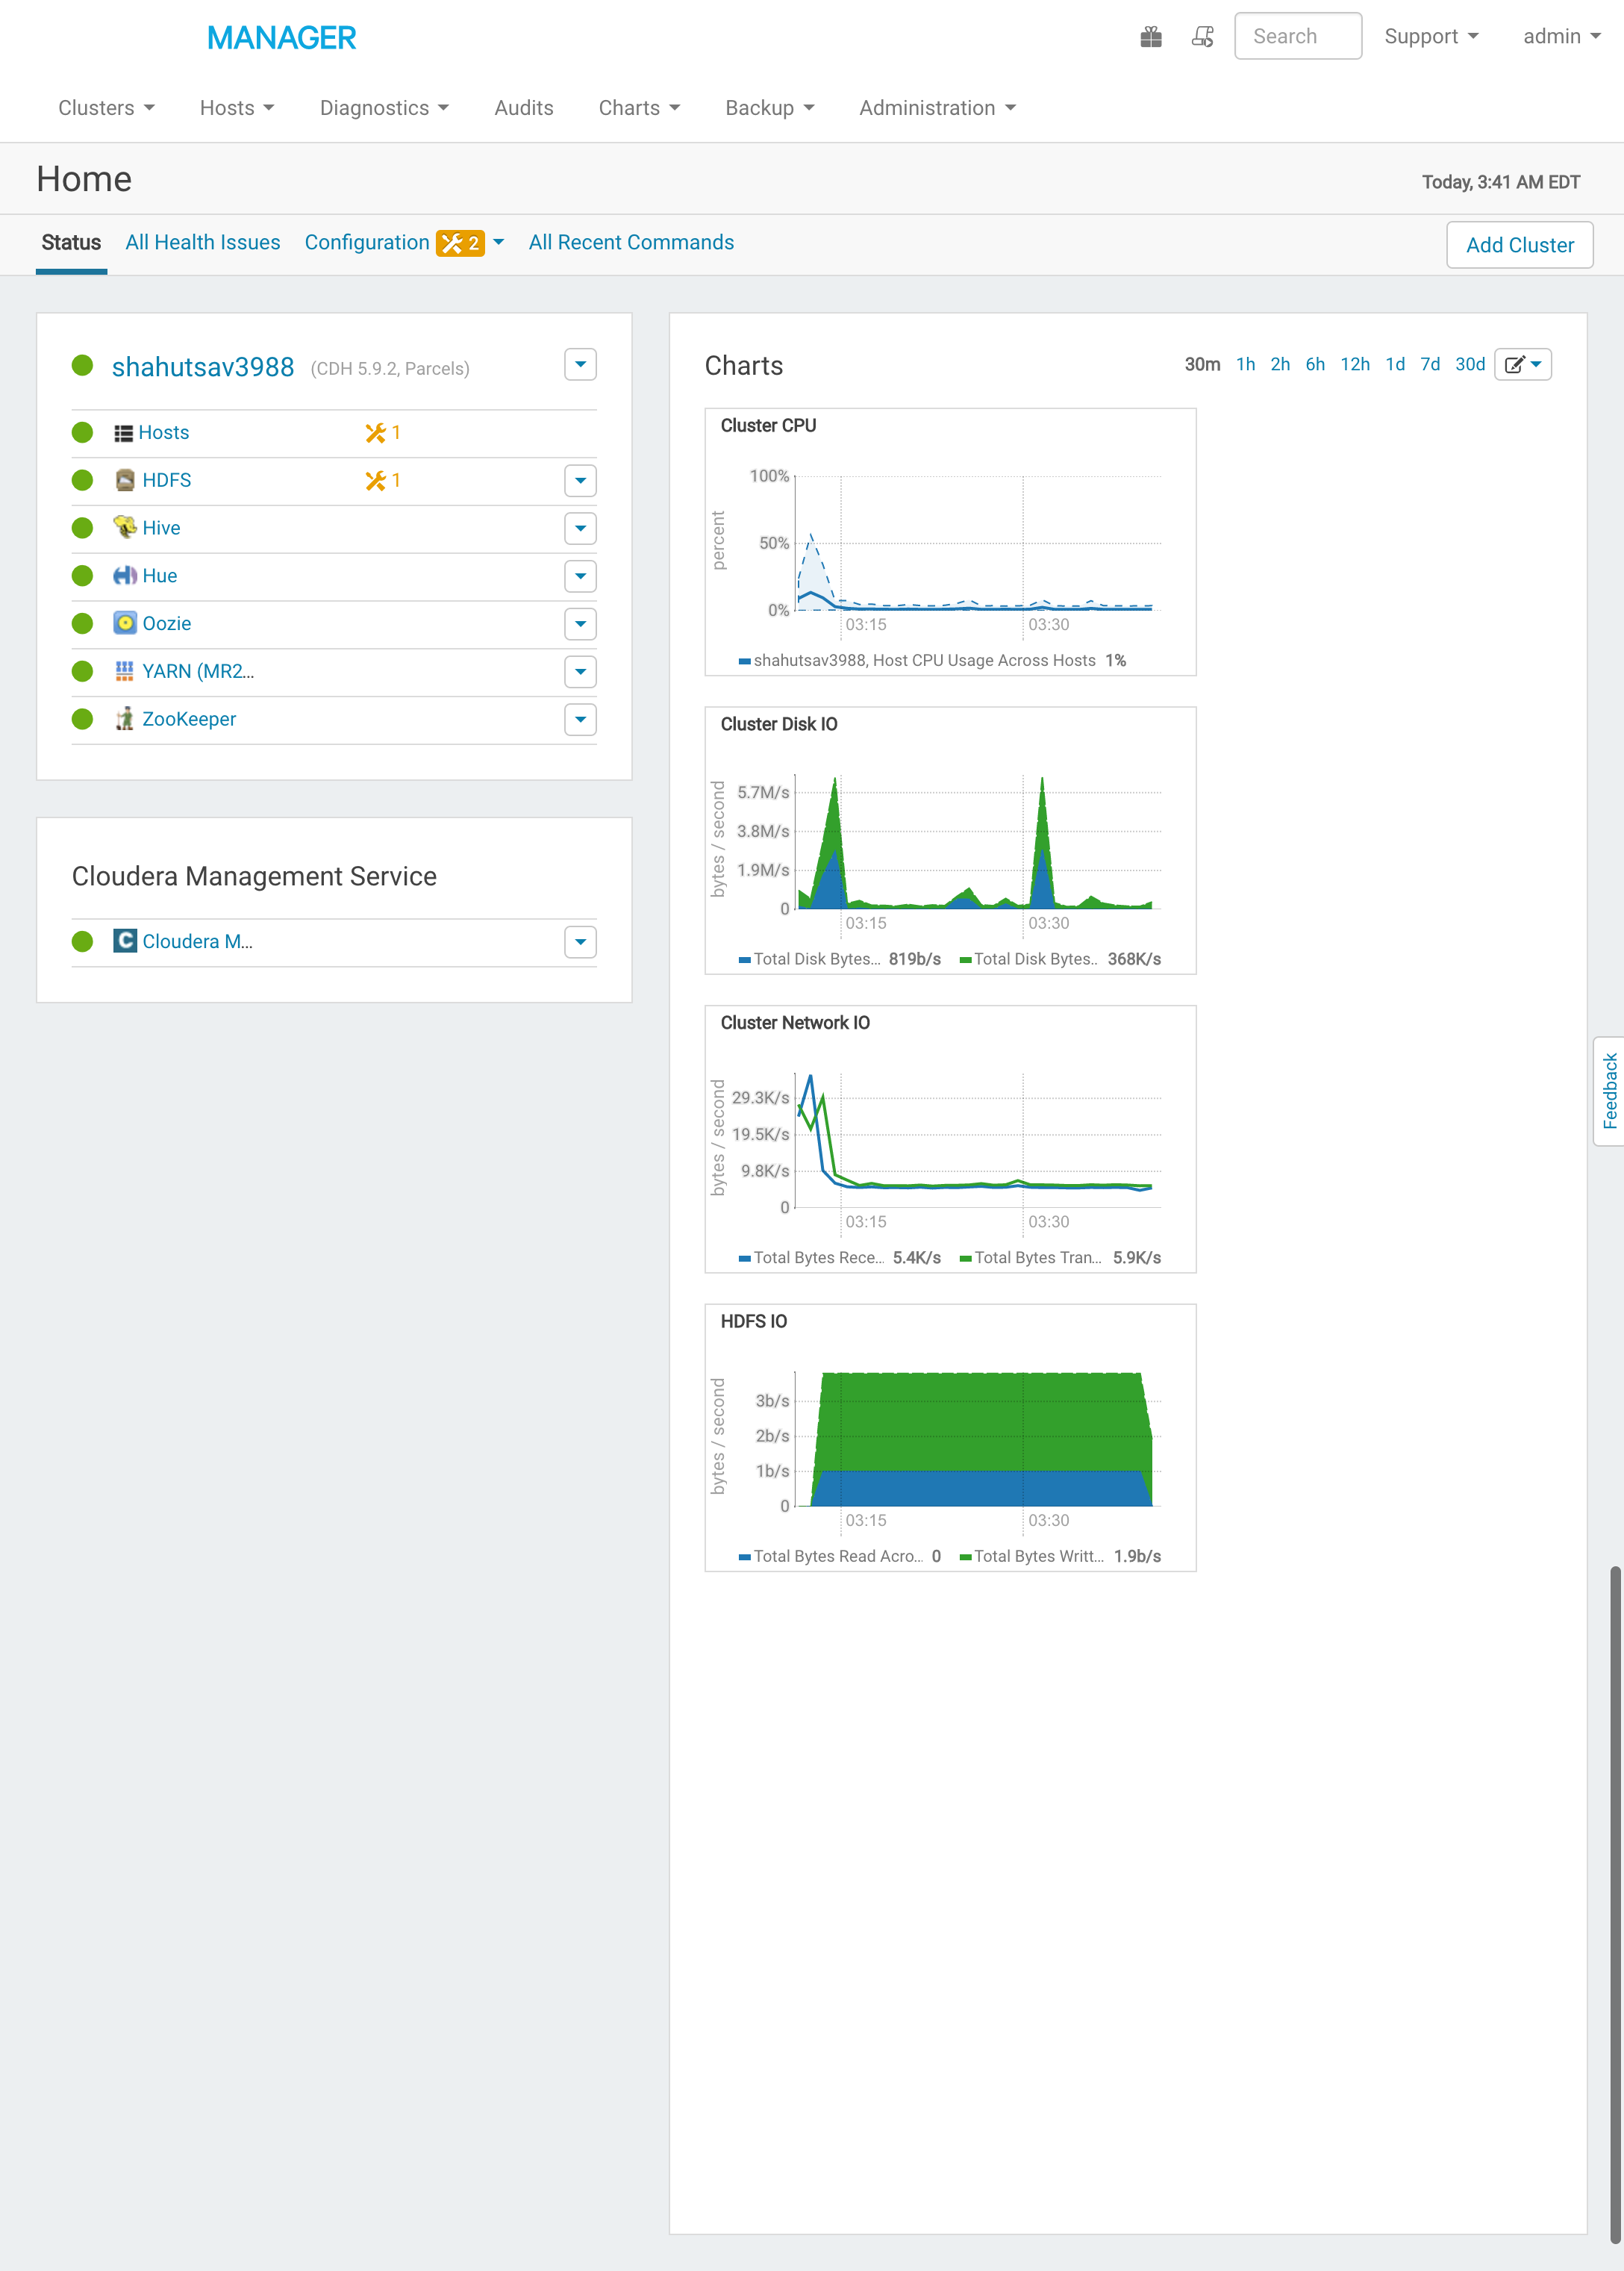 MANAGER
Search
Support
admin
Clusters
Hosts
Diagnostics
Audits
Charts
Backup
Administration
Home
Today, 3:41 AM EDT
Status
All Health Issues
Configuration 2
All Recent Commands
Add Cluster
shahutsav3988 (CDH 5.9.2, Parcels)
Hosts 1
HDFS 1
Hive
Hue
Oozie
YARN (MR2...
ZooKeeper
Cloudera Management Service
C Cloudera M...
Charts
30m 1h 2h 6h 12h 1d 7d 30d
Cluster CPU
percent
100%
50%
0%
03:15 03:30
shahutsav3988, Host CPU Usage Across Hosts 1%
Cluster Disk IO
bytes / second
5.7M/s
3.8M/s
1.9M/s
0
03:15 03:30
Total Disk Bytes... 819b/s Total Disk Bytes.. 368K/s
Cluster Network IO
bytes / second
29.3K/s
19.5K/s
9.8K/s
0
03:15 03:30
Total Bytes Rece... 5.4K/s Total Bytes Tran... 5.9K/s
HDFS IO
bytes / second
3b/s
2b/s
1b/s
0
03:15 03:30
Total Bytes Read Acro... 0 Total Bytes Writt... 1.9b/s
Feedback